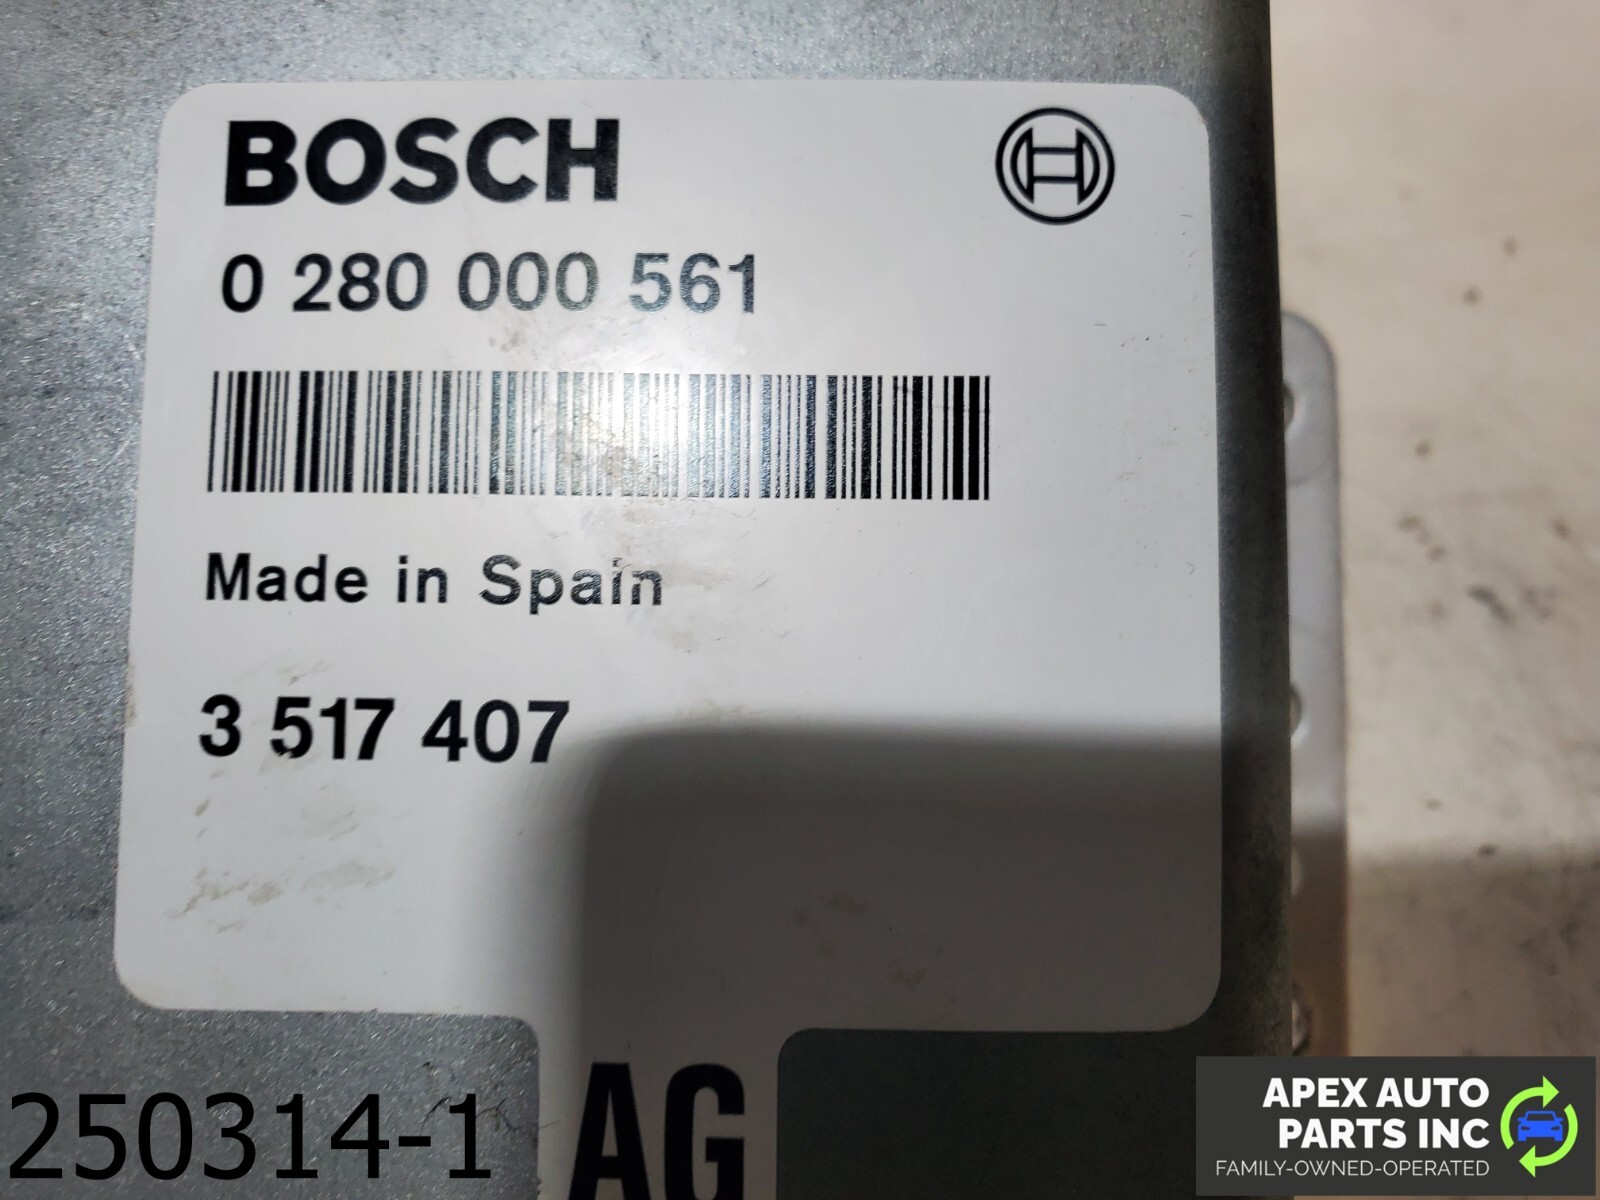 BOSCH
0 280 000 561
Made in Spain
3 517 407
AG
250314-1
APEX AUTO
PARTS INC
FAMILY-OWNED-OPERATED